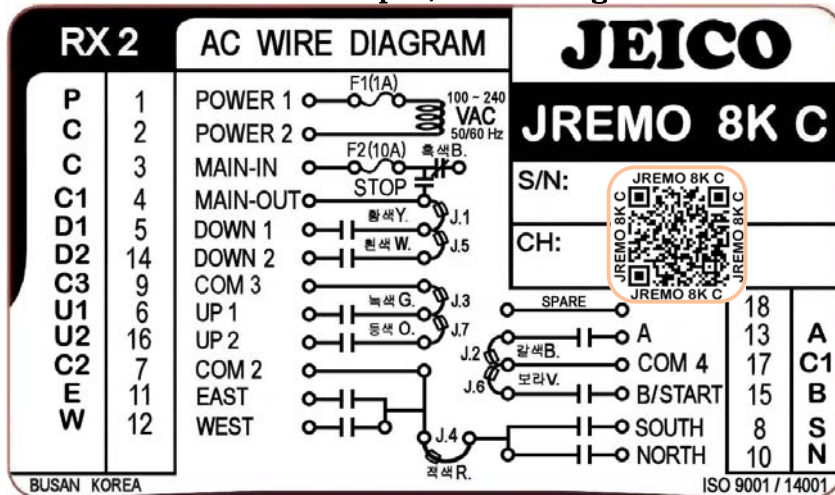 RX 2
AC WIRE DIAGRAM
JEICO
JREMO 8K C
S/N:
CH:
JREMO 8K C
JREMO 8K C
JREMO 8K C
JREMO 8K C
P 1 POWER 1 F1(1A) 100 ~ 240
VAC
50/60 Hz
C 2 POWER 2
C 3 MAIN-IN F2(10A) 흑색B.
STOP
C1 4 MAIN-OUT
D1 5 DOWN 1 황색Y. J.1
D2 14 DOWN 2 흰색 W. J.5
C3 9 COM 3
U1 6 UP 1 녹색 G. J.3
U2 16 UP 2 등색 O. J.7
C2 7 COM 2
E 11 EAST
W 12 WEST
J.4
적색R.
SPARE 18
A 13 A
J.2 갈색B. COM 4 17 C1
J.6 보라V. B/START 15 B
SOUTH 8 S
NORTH 10 N
BUSAN KOREA
ISO 9001 / 14001